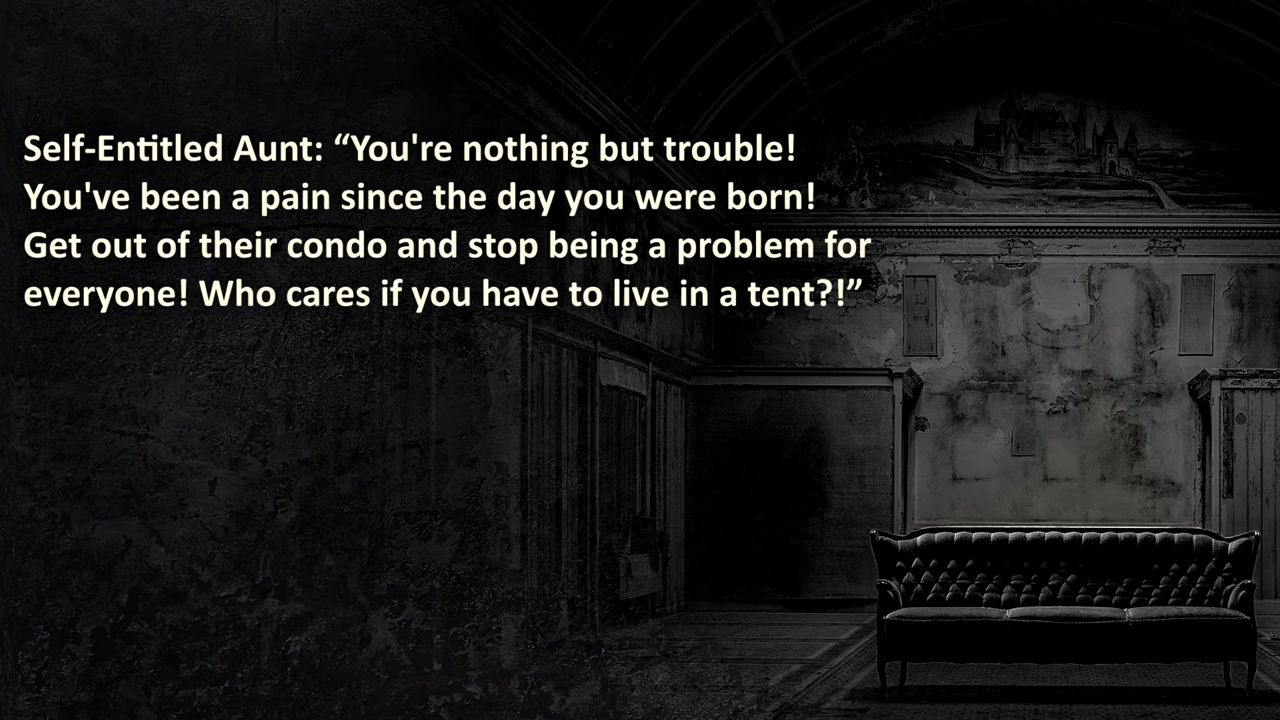 Self-Entitled Aunt: “You're nothing but trouble!
You've been a pain since the day you were born!
Get out of their condo and stop being a problem for
everyone! Who cares if you have to live in a tent?!”